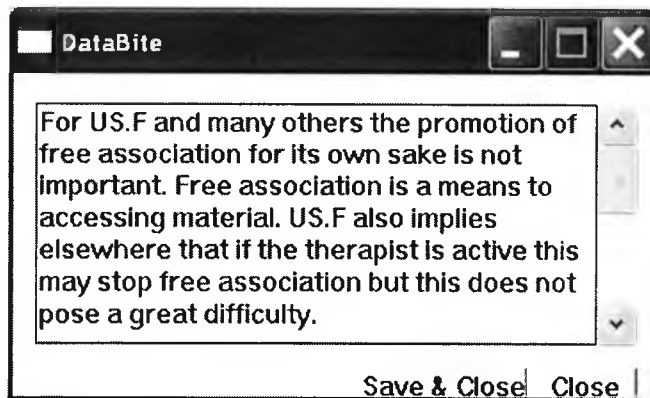 DataBite
For US.F and many others the promotion of
free association for its own sake is not
important. Free association is a means to
accessing material. US.F also implies
elsewhere that if the therapist is active this
may stop free association but this does not
pose a great difficulty.
Save & Close Close